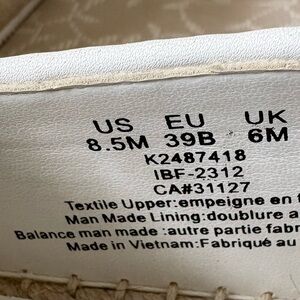 US EU UK
8.5M 39B 6M
K2487418
IBF-2312
CA#31127
Textile Upper:empeigne en
Man Made Lining:doublure
Balance man made :autre partie
Made in Vietnam:Fabriqué au